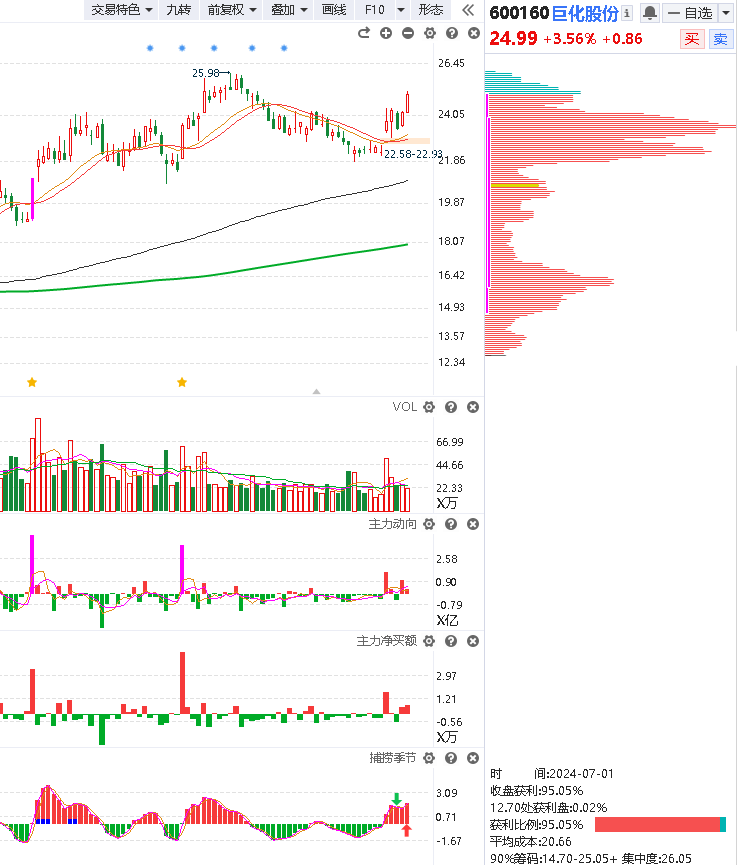 交易特色 九转 前复权 叠加 画线 F10 形态
600160 巨化股份 自选
24.99 +3.56% +0.86 买 卖
26.45
25.98
24.05
22.58-22.93
21.86
19.87
18.07
16.42
14.93
13.57
12.34
VOL
66.99
44.66
22.33
X万
主力动向
2.58
0.90
-0.79
X亿
主力净买额
2.97
1.21
-0.56
X万
捕捞季节
3.09
0.71
-1.67
时 间:2024-07-01
收盘获利:95.05%
12.70处获利盘:0.02%
获利比例:95.05%
平均成本:20.66
90%筹码:14.70-25.05+ 集中度:26.05